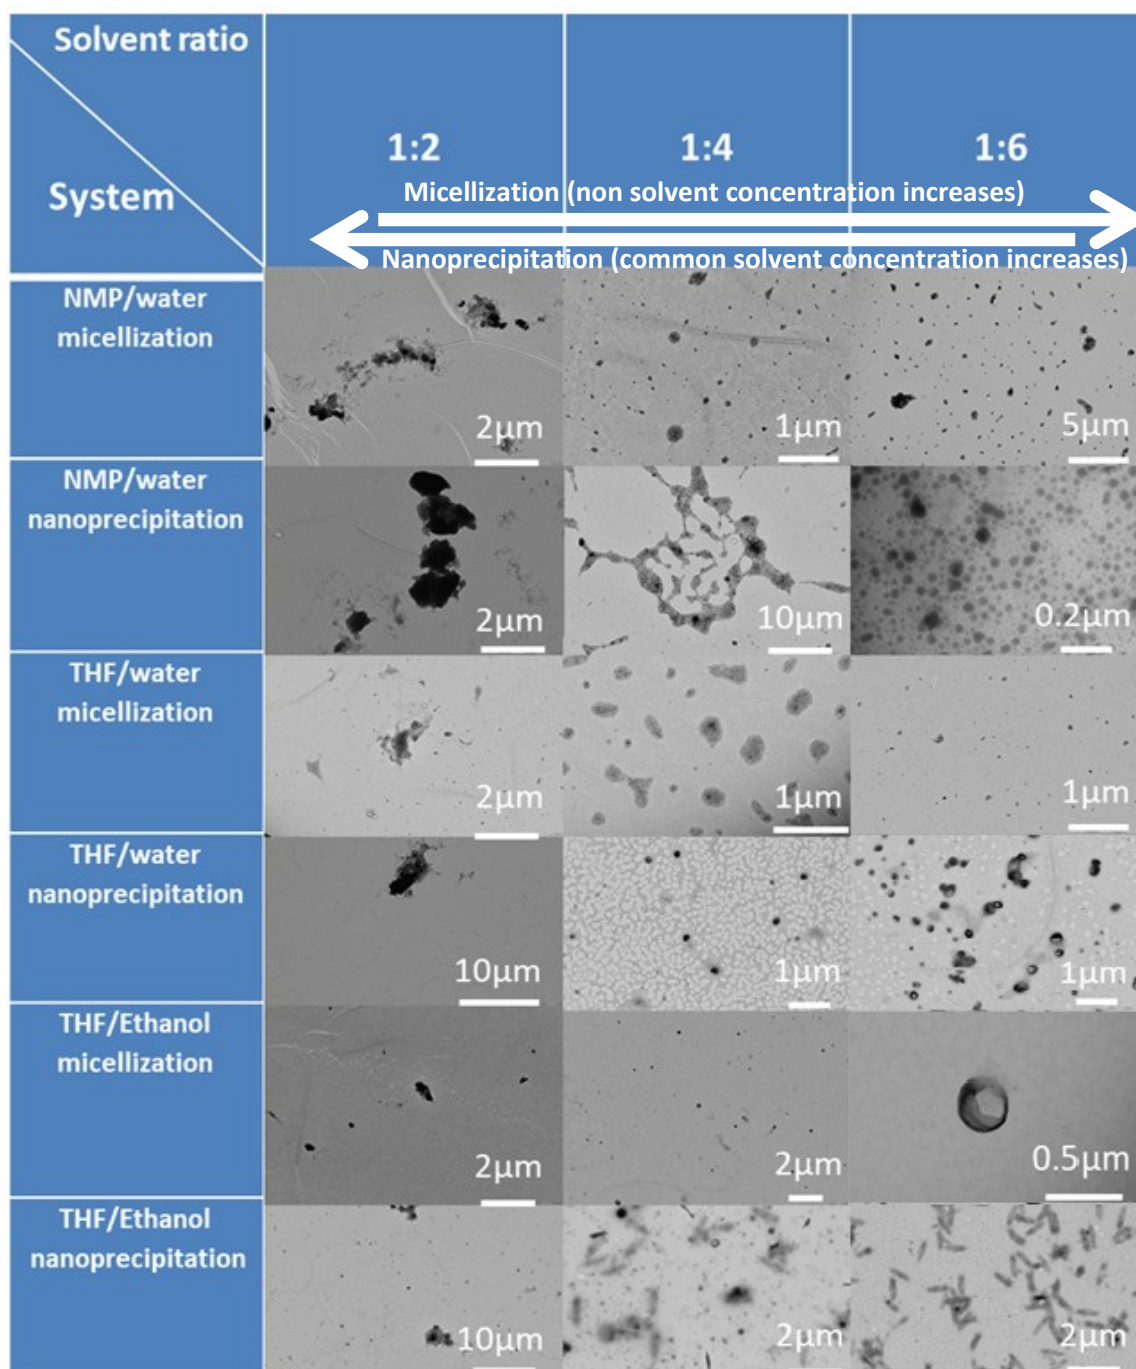 Solvent ratio
System
1:2
1:4
1:6
Micellization (non solvent concentration increases)
Nanoprecipitation (common solvent concentration increases)
NMP/water
micellization
2μm
1μm
5μm
NMP/water
nanoprecipitation
2μm
10μm
0.2μm
THF/water
micellization
2μm
1μm
1μm
THF/water
nanoprecipitation
10μm
1μm
1μm
THF/Ethanol
micellization
2μm
2μm
0.5μm
THF/Ethanol
nanoprecipitation
10μm
2μm
2μm